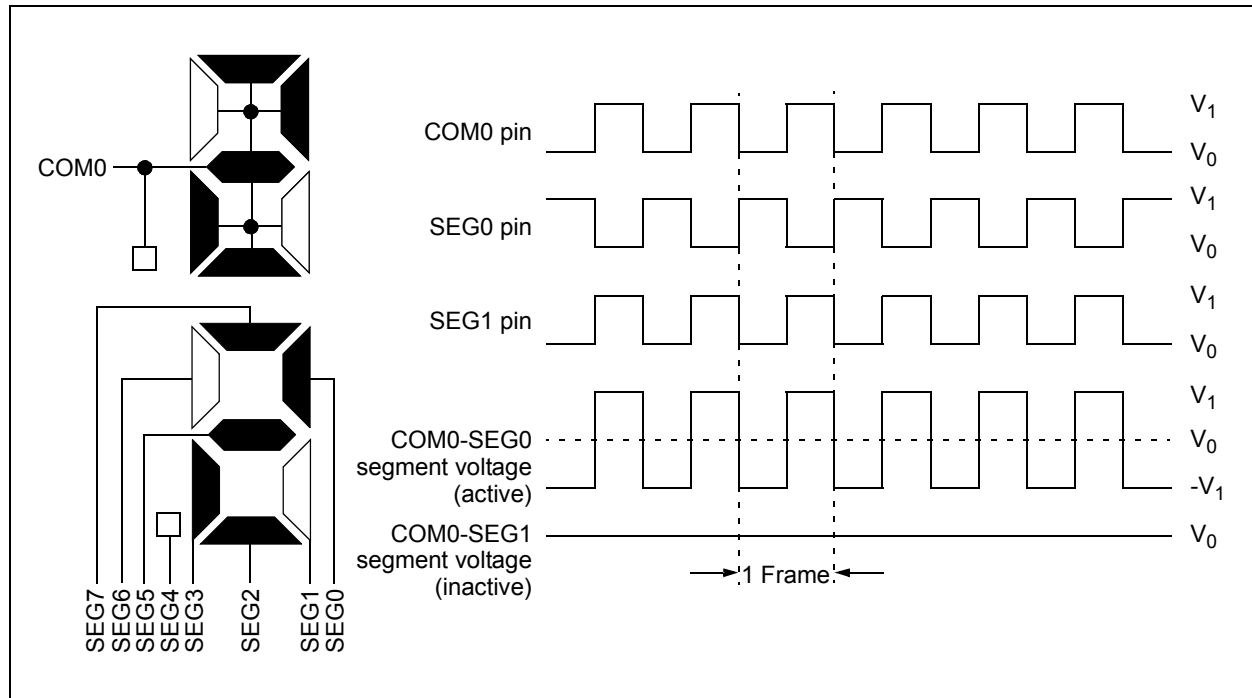 COM0
SEG7
SEG6
SEG5
SEG4
SEG3
SEG2
SEG1
SEG0
COM0 pin
V₁
V₀
SEG0 pin
V₁
V₀
SEG1 pin
V₁
V₀
COM0-SEG0
segment voltage
(active)
V₁
V₀
-V₁
COM0-SEG1
segment voltage
(inactive)
V₀
1 Frame